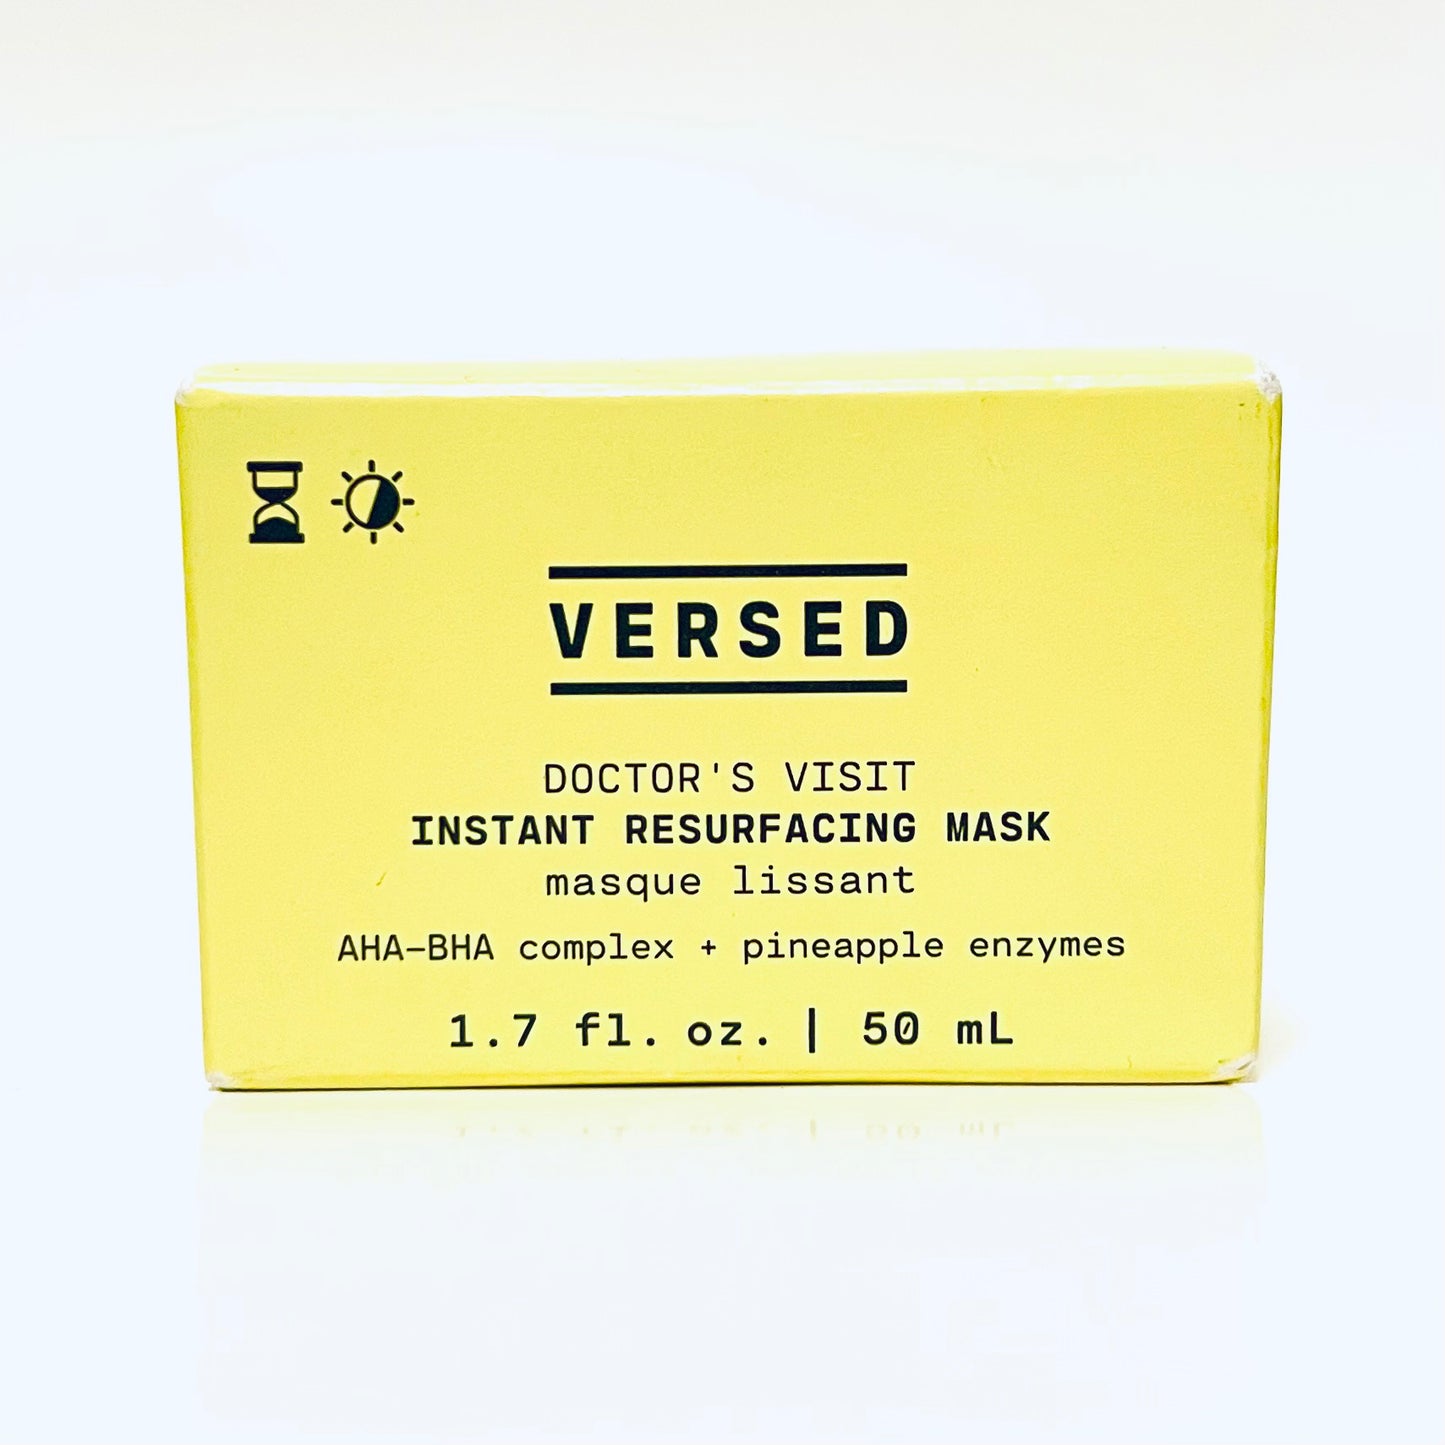 VERSED
DOCTOR'S VISIT
INSTANT RESURFACING MASK
masque lissant
AHA–BHA complex + pineapple enzymes
1.7 fl. oz. | 50 mL